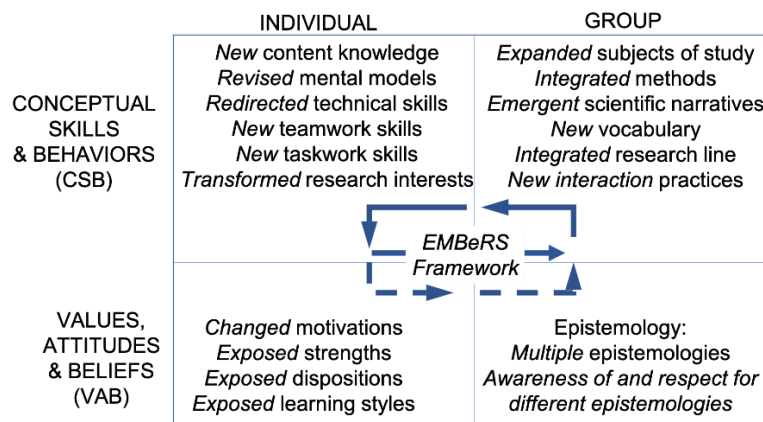 INDIVIDUAL
GROUP
CONCEPTUAL
SKILLS
& BEHAVIORS
(CSB)
New content knowledge
Revised mental models
Redirected technical skills
New teamwork skills
New taskwork skills
Transformed research interests
Expanded subjects of study
Integrated methods
Emergent scientific narratives
New vocabulary
Integrated research line
New interaction practices
EMBeRS
Framework
VALUES,
ATTITUDES
& BELIEFS
(VAB)
Changed motivations
Exposed strengths
Exposed dispositions
Exposed learning styles
Epistemology:
Multiple epistemologies
Awareness of and respect for
different epistemologies